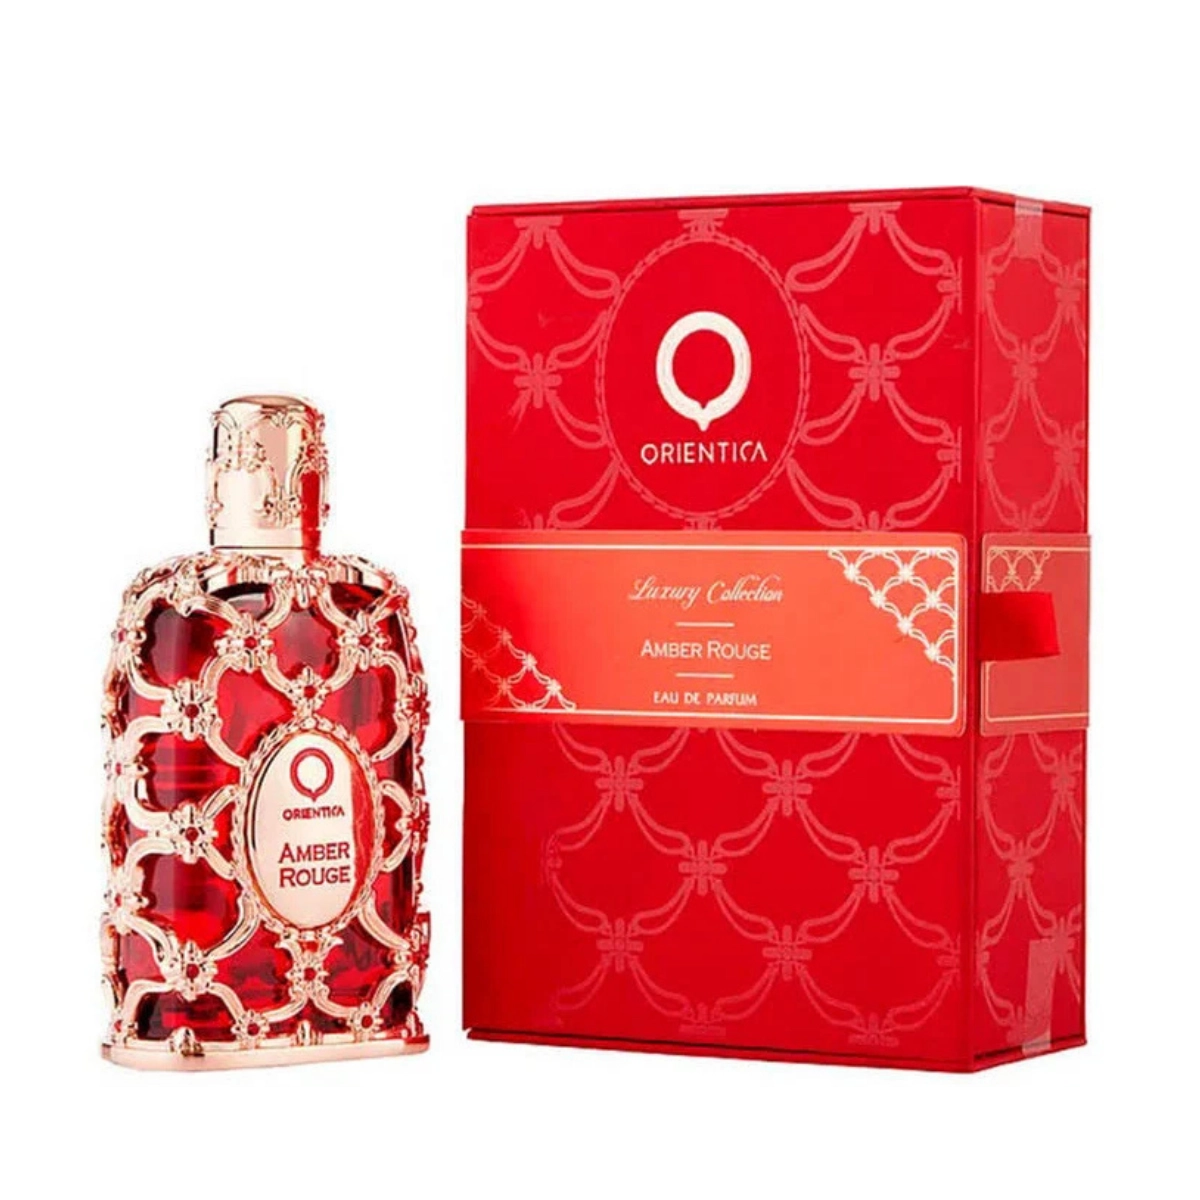 ORIENTICA
Luxury Collection
AMBER ROUGE
EAU DE PARFUM
ORIENTICA
AMBER
ROUGE